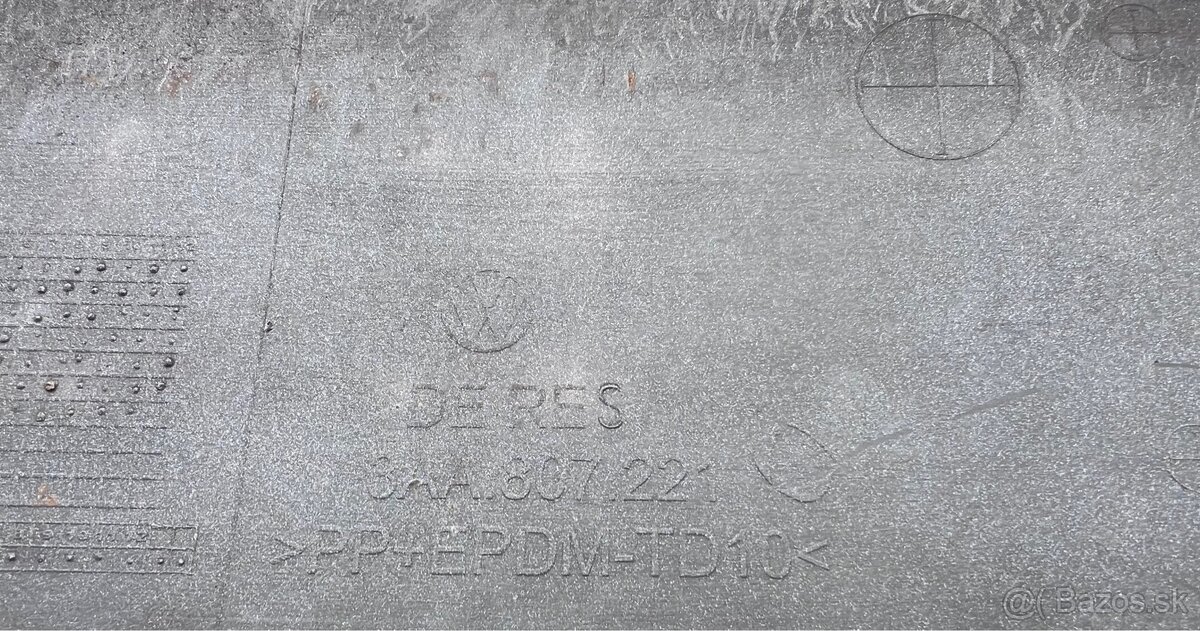 DE RES
3AA.807.221
>PP+EPDM-TD10<
@( Bazos.sk